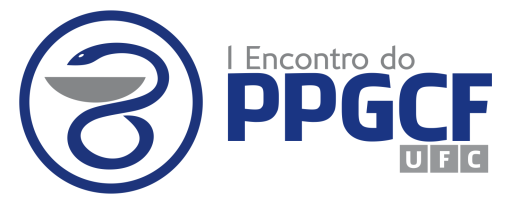 I Encontro do
PPGCF
UFC